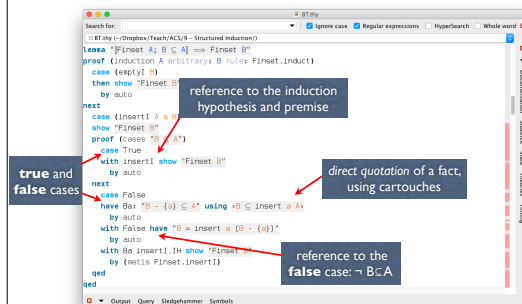 BT.thy
Search for:
Ignore case
Regular expressions
HyperSearch
Whole word
BT.thy (~/Dropbox/Teach/ACS/9 - Structured Induction/)
lemma "⟦Finset A; B ⊆ A⟧ ⟹ Finset B"
proof (induction A arbitrary: B rule: Finset.induct)
case (emptyI B)
then show "Finset B"
by auto
next
case (insertI A a B)
show "Finset B"
proof (cases "B ⊆ A")
case True
with insertI show "Finset B"
by auto
next
case False
have Ba: "B - {a} ⊆ A" using ‹B ⊆ insert a A›
by auto
with False have "B = insert a (B - {a})"
by auto
with Ba insertI.IH show "Finset B"
by (metis Finset.insertI)
qed
qed
reference to the induction
hypothesis and premise
true and
false cases
direct quotation of a fact,
using cartouches
reference to the
false case: ¬ B⊆A
Output Query Sledgehammer Symbols